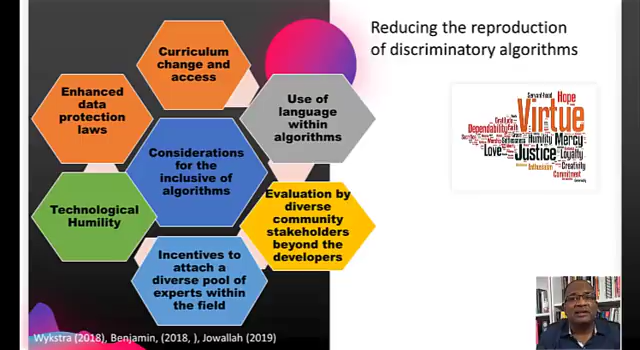 Reducing the reproduction
of discriminatory algorithms
Curriculum
change and
access
Enhanced
data
protection
laws
Use of
language within
algorithms
Considerations
for the
inclusive of
algorithms
Technological
Humility
Evaluation by
diverse
community
stakeholders
beyond the
developers
Incentives to
attach a
diverse pool of
experts within
the field
Servanthood
Hope
Virtue
Gratitude
Dependability
Humility
Mercy
Love
Justice
Loyalty
Creativity
Enthusiasm
Commitment
Wykstra (2018), Benjamin, (2018, ), Jowallah (2019)